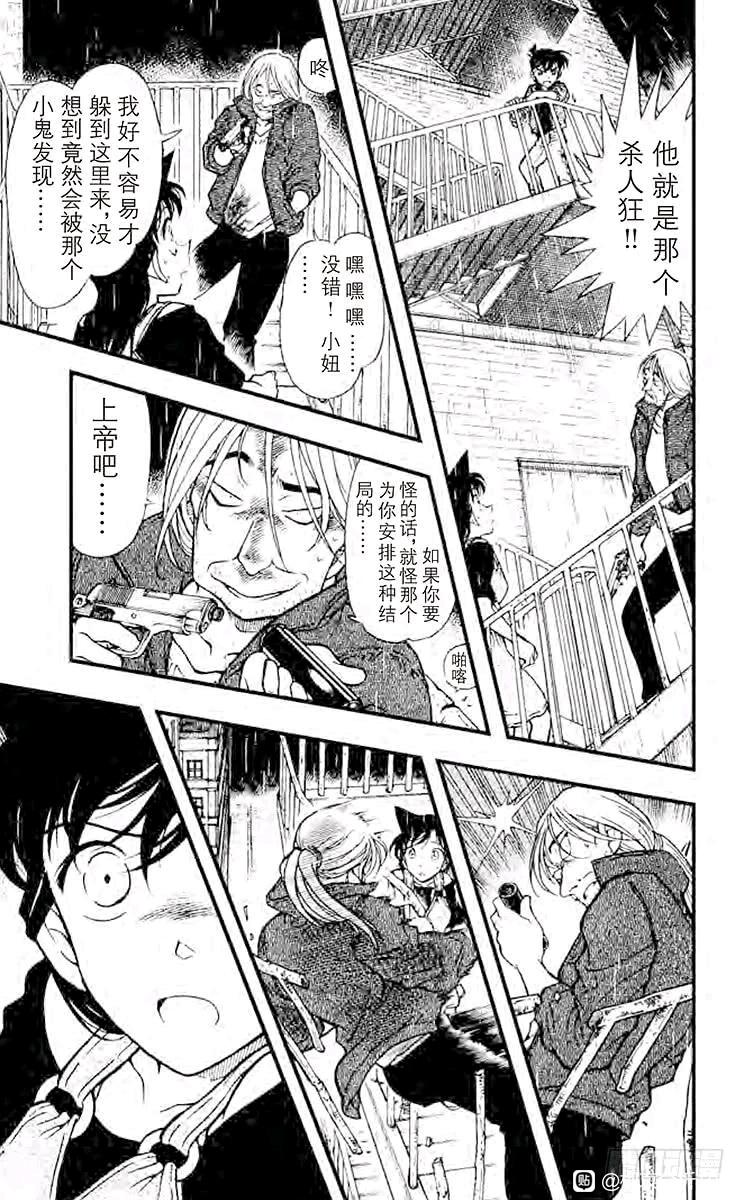 他就是那个
杀人狂!!
咚
嘿嘿嘿……
没错！小妞
……
我好不容易才
躲到这里来,没
想到竟然会被那个
小鬼发现……
如果你要
怪的话,就怪那个
为你安排这种结
局的……
啪喀
上帝吧……
贴